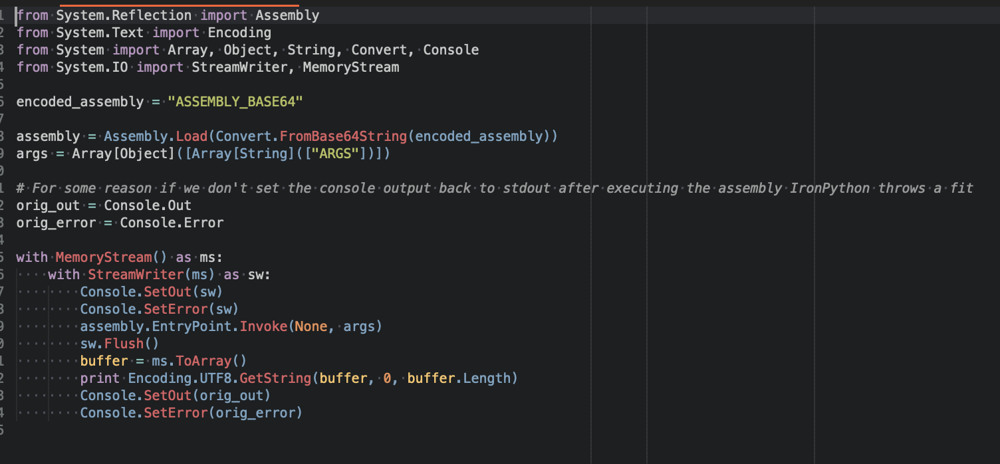 from System.Reflection import Assembly
from System.Text import Encoding
from System import Array, Object, String, Convert, Console
from System.IO import StreamWriter, MemoryStream
encoded_assembly = "ASSEMBLY_BASE64"
assembly = Assembly.Load(Convert.FromBase64String(encoded_assembly))
args = Array[Object]([Array[String](["ARGS"])])
# For some reason if we don't set the console output back to stdout after executing the assembly IronPython throws a fit
orig_out = Console.Out
orig_error = Console.Error
with MemoryStream() as ms:
    with StreamWriter(ms) as sw:
        Console.SetOut(sw)
        Console.SetError(sw)
        assembly.EntryPoint.Invoke(None, args)
        sw.Flush()
        buffer = ms.ToArray()
        print Encoding.UTF8.GetString(buffer, 0, buffer.Length)
        Console.SetOut(orig_out)
        Console.SetError(orig_error)